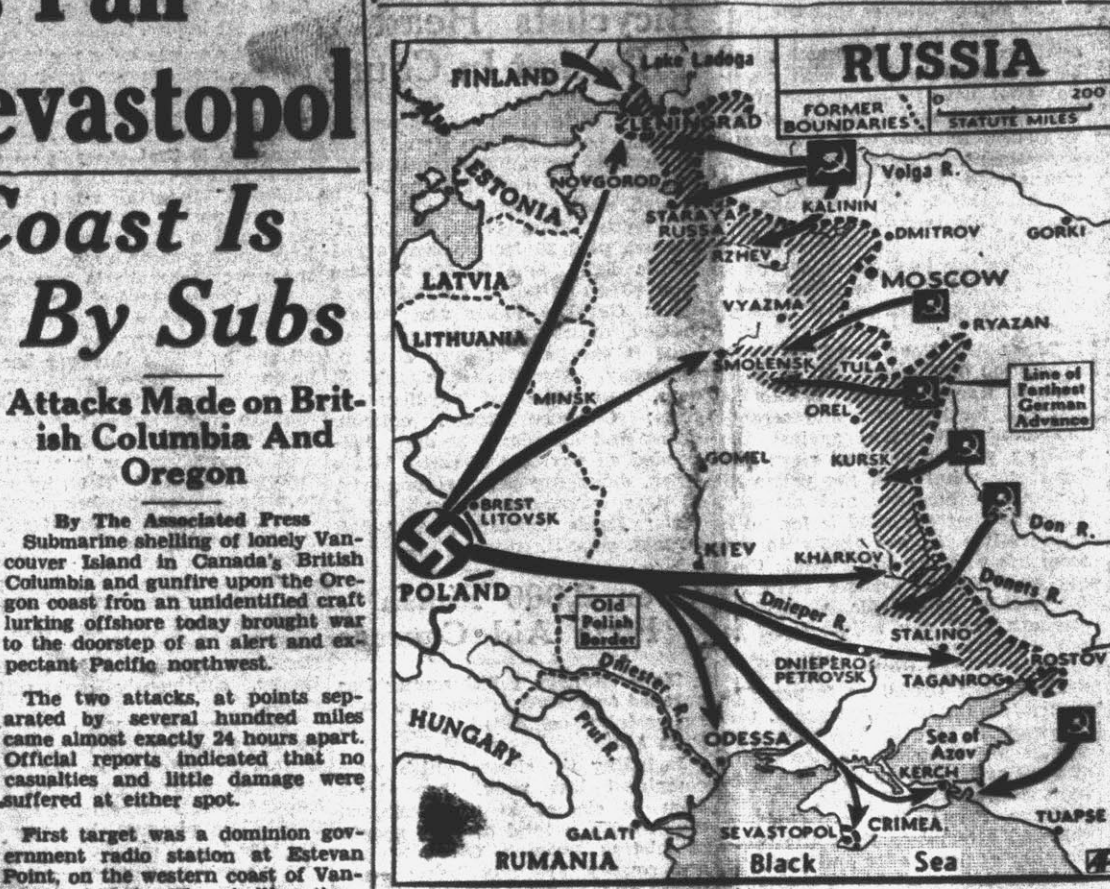 evastopol
Coast Is
By Subs
Attacks Made on Brit-
ish Columbia And
Oregon
By The Associated Press
Submarine shelling of lonely Van-
couver Island in Canada's British
Columbia and gunfire upon the Ore-
gon coast fron an unidentified craft
lurking offshore today brought war
to the doorstep of an alert and ex-
pectant Pacific northwest.
The two attacks, at points sep-
arated by several hundred miles
came almost exactly 24 hours apart.
Official reports indicated that no
casualties and little damage were
suffered at either spot.
First target was a dominion gov-
ernment radio station at Estevan
Point, on the western coast of Van-
RUSSIA
FORMER
BOUNDARIES
0 200
STATUTE MILES
FINLAND
Lake Ladoga
LENINGRAD
ESTONIA
NOVGOROD
Volga R.
STARAYA
RUSSA
KALININ
DMITROV
GORKI
RZHEV
LATVIA
MOSCOW
VYAZMA
LITHUANIA
RYAZAN
SMOLENSK
TULA
Line of
Farthest
German
Advance
MINSK
OREL
GOMEL
KURSK
BREST
LITOVSK
Don R.
KIEV
KHARKOV
POLAND
Donets R.
Old
Polish
Border
Dnieper R.
STALINO
ROSTOV
Dniester
R.
DNIEPERO
PETROVSK
TAGANROG
HUNGARY
Prut R.
ODESSA
Sea of
Azov
KERCH
GALATI
SEVASTOPOL
CRIMEA
TUAPSE
RUMANIA
Black Sea